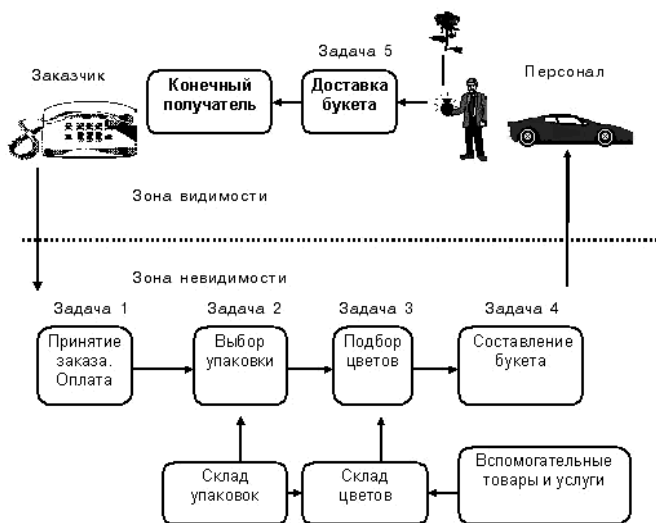 Задача 5
Заказчик
Персонал
Конечный
получатель
Доставка
букета
Зона видимости
Зона невидимости
Задача 1
Задача 2
Задача 3
Задача 4
Принятие
заказа.
Оплата
Выбор
упаковки
Подбор
цветов
Составление
букета
Склад
упаковок
Склад
цветов
Вспомогательные
товары и услуги